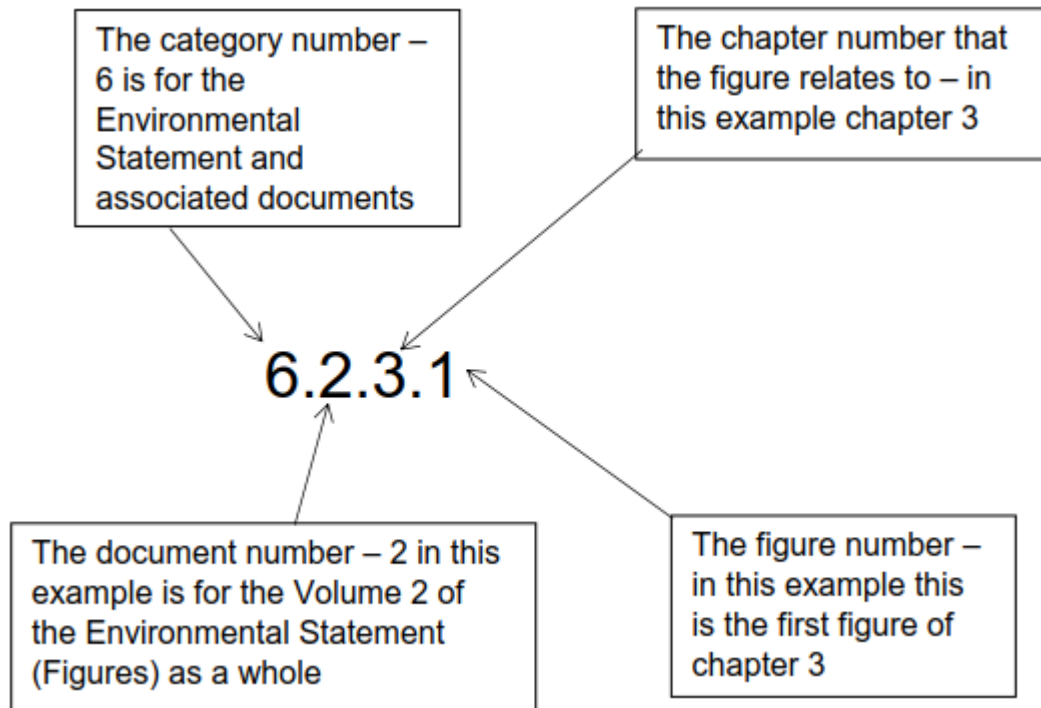 The category number –
6 is for the
Environmental
Statement and
associated documents
The chapter number that
the figure relates to – in
this example chapter 3
6.2.3.1
The document number – 2 in this
example is for the Volume 2 of
the Environmental Statement
(Figures) as a whole
The figure number –
in this example this
is the first figure of
chapter 3